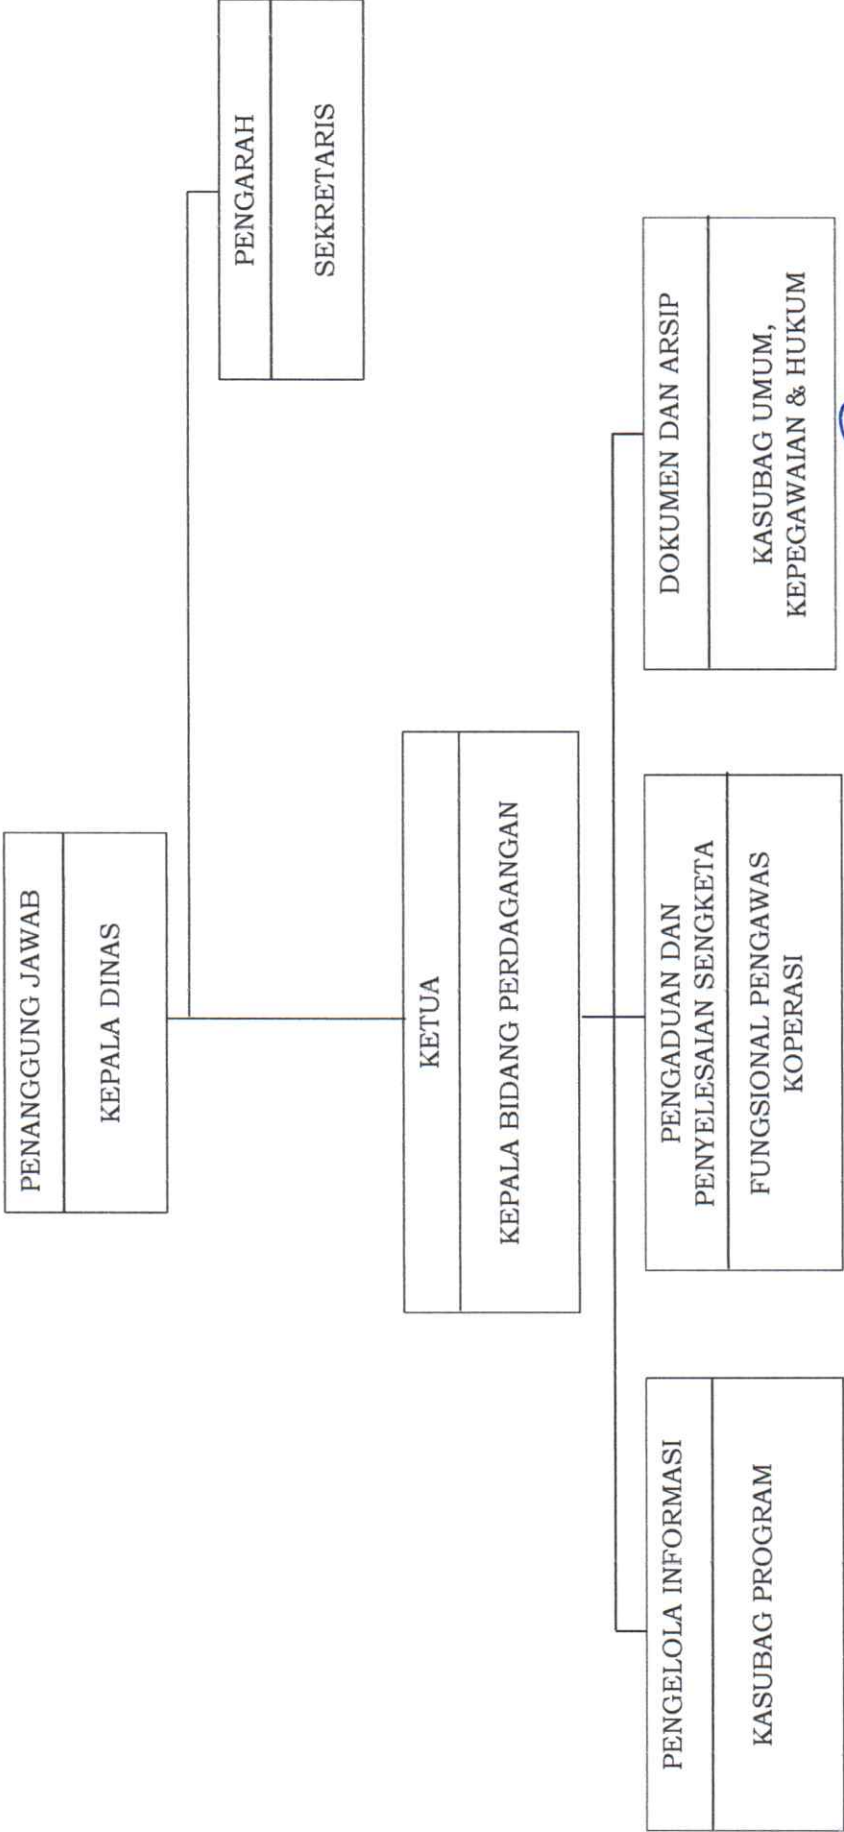 PENANGGUNG JAWAB
KEPALA DINAS
PENGARAH
SEKRETARIS
KETUA
KEPALA BIDANG PERDAGANGAN
PENGELOLA INFORMASI
KASUBAG PROGRAM
PENGADUAN DAN
PENYELESAIAN SENGKETA
FUNGSIONAL PENGAWAS
KOPERASI
DOKUMEN DAN ARSIP
KASUBAG UMUM,
KEPEGAWAIAN & HUKUM